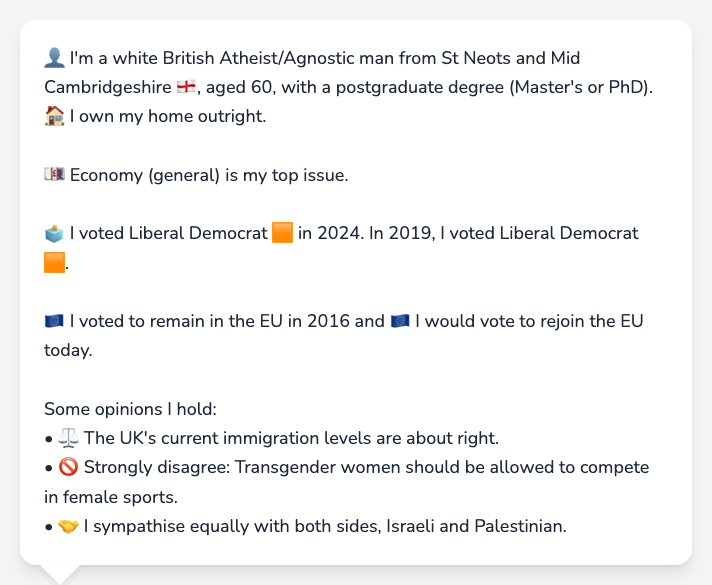 👤 I'm a white British Atheist/Agnostic man from St Neots and Mid
Cambridgeshire 🏴󠁧󠁢󠁥󠁮󠁧󠁿, aged 60, with a postgraduate degree (Master's or PhD).
🏠 I own my home outright.
💷 Economy (general) is my top issue.
🗳️ I voted Liberal Democrat 🟧 in 2024. In 2019, I voted Liberal Democrat
🟧.
🇪🇺 I voted to remain in the EU in 2016 and 🇪🇺 I would vote to rejoin the EU
today.
Some opinions I hold:
• ⚖️ The UK's current immigration levels are about right.
• 🚫 Strongly disagree: Transgender women should be allowed to compete
in female sports.
• 🤝 I sympathise equally with both sides, Israeli and Palestinian.